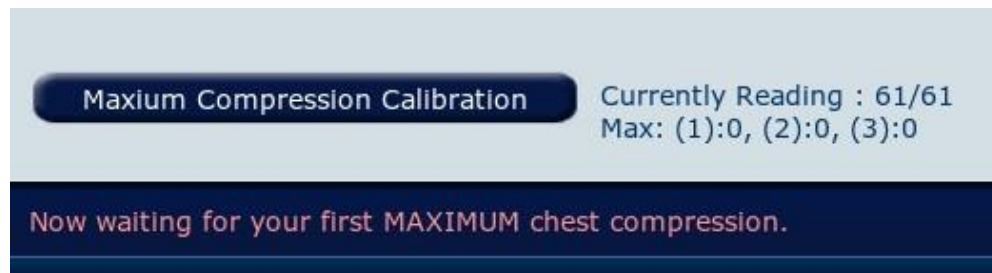 Maxium Compression Calibration
Currently Reading : 61/61
Max: (1):0, (2):0, (3):0
Now waiting for your first MAXIMUM chest compression.